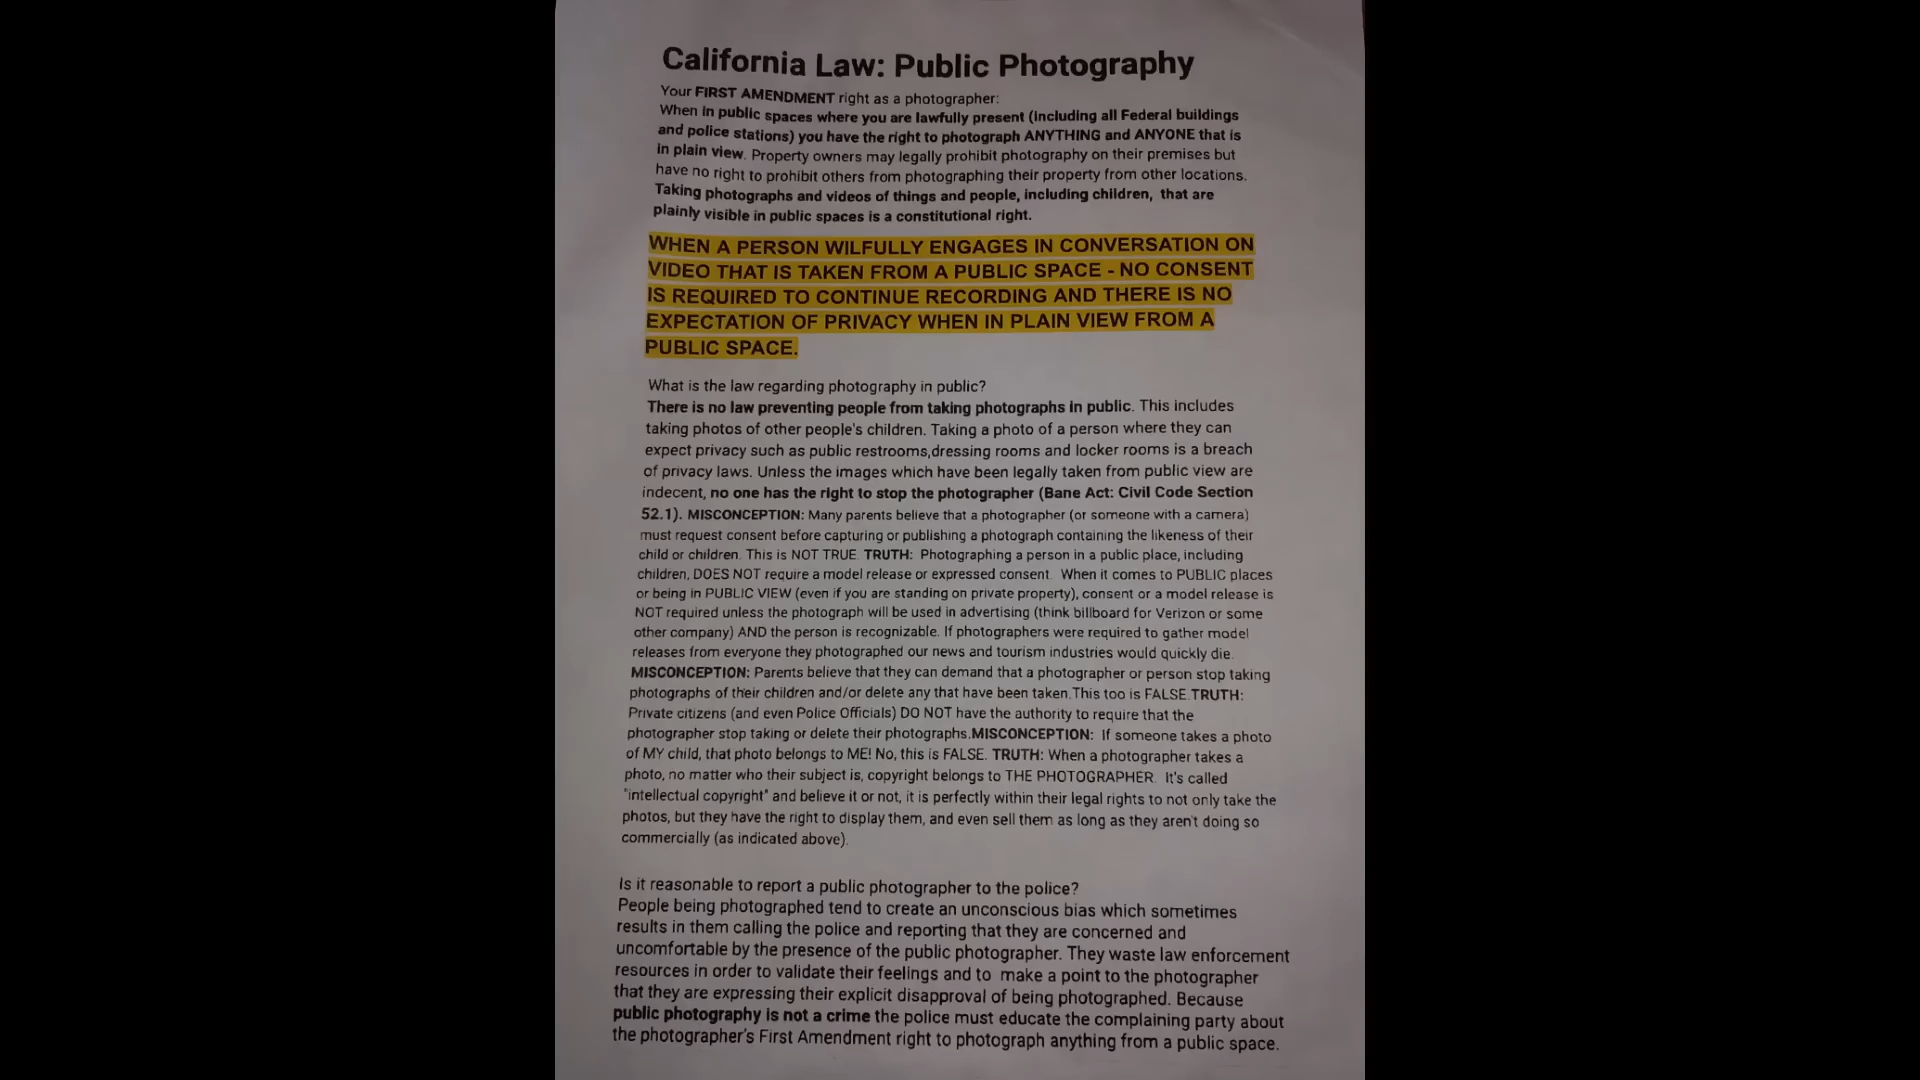 California Law: Public Photography
Your FIRST AMENDMENT right as a photographer:
When in public spaces where you are lawfully present (including all Federal buildings
and police stations) you have the right to photograph ANYTHING and ANYONE that is
in plain view. Property owners may legally prohibit photography on their premises but
have no right to prohibit others from photographing their property from other locations.
Taking photographs and videos of things and people, including children, that are
plainly visible in public spaces is a constitutional right.
WHEN A PERSON WILFULLY ENGAGES IN CONVERSATION ON
VIDEO THAT IS TAKEN FROM A PUBLIC SPACE - NO CONSENT
IS REQUIRED TO CONTINUE RECORDING AND THERE IS NO
EXPECTATION OF PRIVACY WHEN IN PLAIN VIEW FROM A
PUBLIC SPACE.
What is the law regarding photography in public?
There is no law preventing people from taking photographs in public. This includes
taking photos of other people's children. Taking a photo of a person where they can
expect privacy such as public restrooms,dressing rooms and locker rooms is a breach
of privacy laws. Unless the images which have been legally taken from public view are
indecent, no one has the right to stop the photographer (Bane Act: Civil Code Section
52.1). MISCONCEPTION: Many parents believe that a photographer (or someone with a camera)
must request consent before capturing or publishing a photograph containing the likeness of their
child or children. This is NOT TRUE. TRUTH: Photographing a person in a public place, including
children, DOES NOT require a model release or expressed consent. When it comes to PUBLIC places
or being in PUBLIC VIEW (even if you are standing on private property), consent or a model release is
NOT required unless the photograph will be used in advertising (think billboard for Verizon or some
other company) AND the person is recognizable. If photographers were required to gather model
releases from everyone they photographed our news and tourism industries would quickly die.
MISCONCEPTION: Parents believe that they can demand that a photographer or person stop taking
photographs of their children and/or delete any that have been taken.This too is FALSE.TRUTH:
Private citizens (and even Police Officials) DO NOT have the authority to require that the
photographer stop taking or delete their photographs.MISCONCEPTION: If someone takes a photo
of MY child, that photo belongs to ME! No, this is FALSE. TRUTH: When a photographer takes a
photo, no matter who their subject is, copyright belongs to THE PHOTOGRAPHER. It's called
"intellectual copyright" and believe it or not, it is perfectly within their legal rights to not only take the
photos, but they have the right to display them, and even sell them as long as they aren't doing so
commercially (as indicated above).
Is it reasonable to report a public photographer to the police?
People being photographed tend to create an unconscious bias which sometimes
results in them calling the police and reporting that they are concerned and
uncomfortable by the presence of the public photographer. They waste law enforcement
resources in order to validate their feelings and to make a point to the photographer
that they are expressing their explicit disapproval of being photographed. Because
public photography is not a crime the police must educate the complaining party about
the photographer's First Amendment right to photograph anything from a public space.